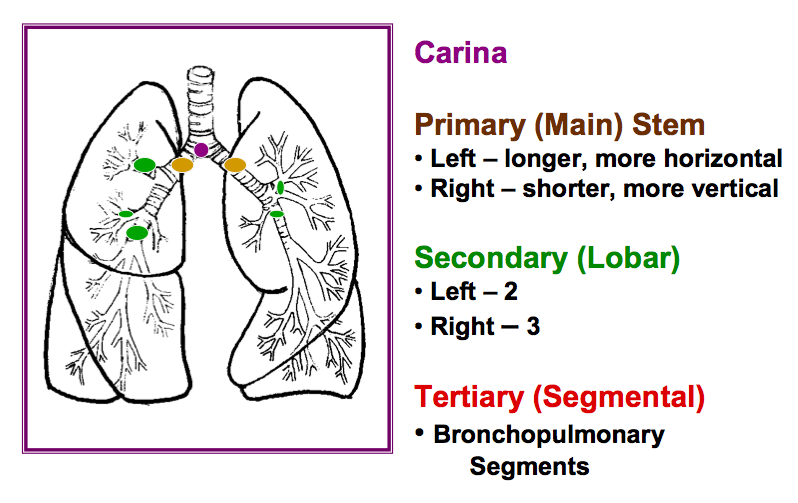 Carina
Primary (Main) Stem
• Left – longer, more horizontal
• Right – shorter, more vertical
Secondary (Lobar)
• Left – 2
• Right – 3
Tertiary (Segmental)
• Bronchopulmonary
Segments